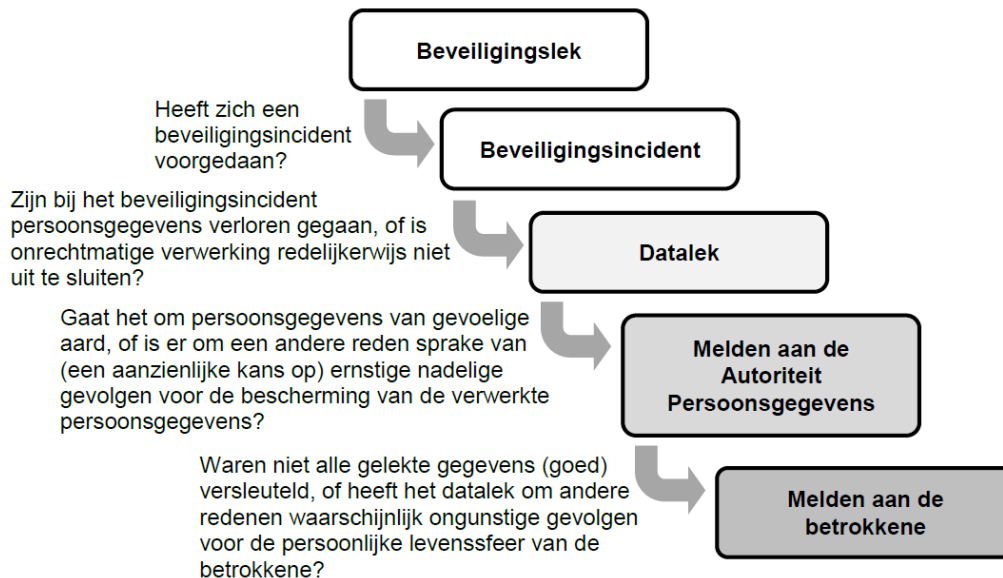 Beveiligingslek
Heeft zich een
beveiligingsincident
voorgedaan?
Beveiligingsincident
Zijn bij het beveiligingsincident
persoonsgegevens verloren gegaan, of is
onrechtmatige verwerking redelijkerwijs niet
uit te sluiten?
Datalek
Gaat het om persoonsgegevens van gevoelige
aard, of is er om een andere reden sprake van
(een aanzienlijke kans op) ernstige nadelige
gevolgen voor de bescherming van de verwerkte
persoonsgegevens?
Melden aan de
Autoriteit
Persoonsgegevens
Waren niet alle gelekte gegevens (goed)
versleuteld, of heeft het datalek om andere
redenen waarschijnlijk ongunstige gevolgen
voor de persoonlijke levenssfeer van de
betrokkene?
Melden aan de
betrokkene